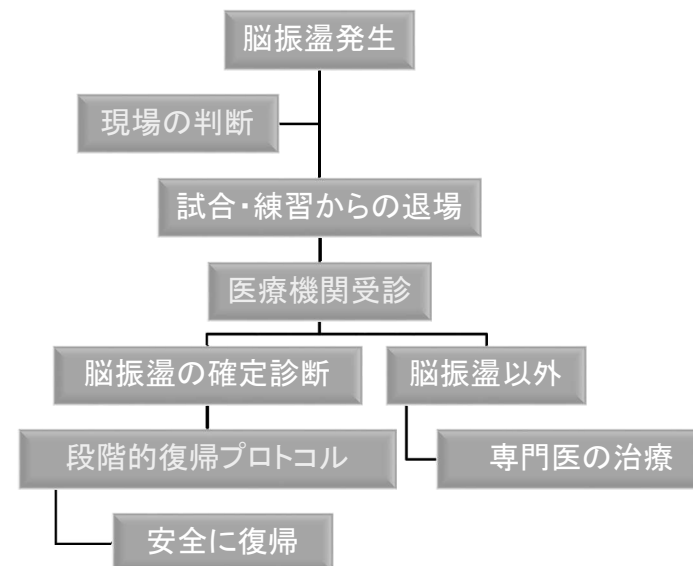 脳振盪発生
現場の判断
試合・練習からの退場
医療機関受診
脳振盪の確定診断
脳振盪以外
段階的復帰プロトコル
専門医の治療
安全に復帰